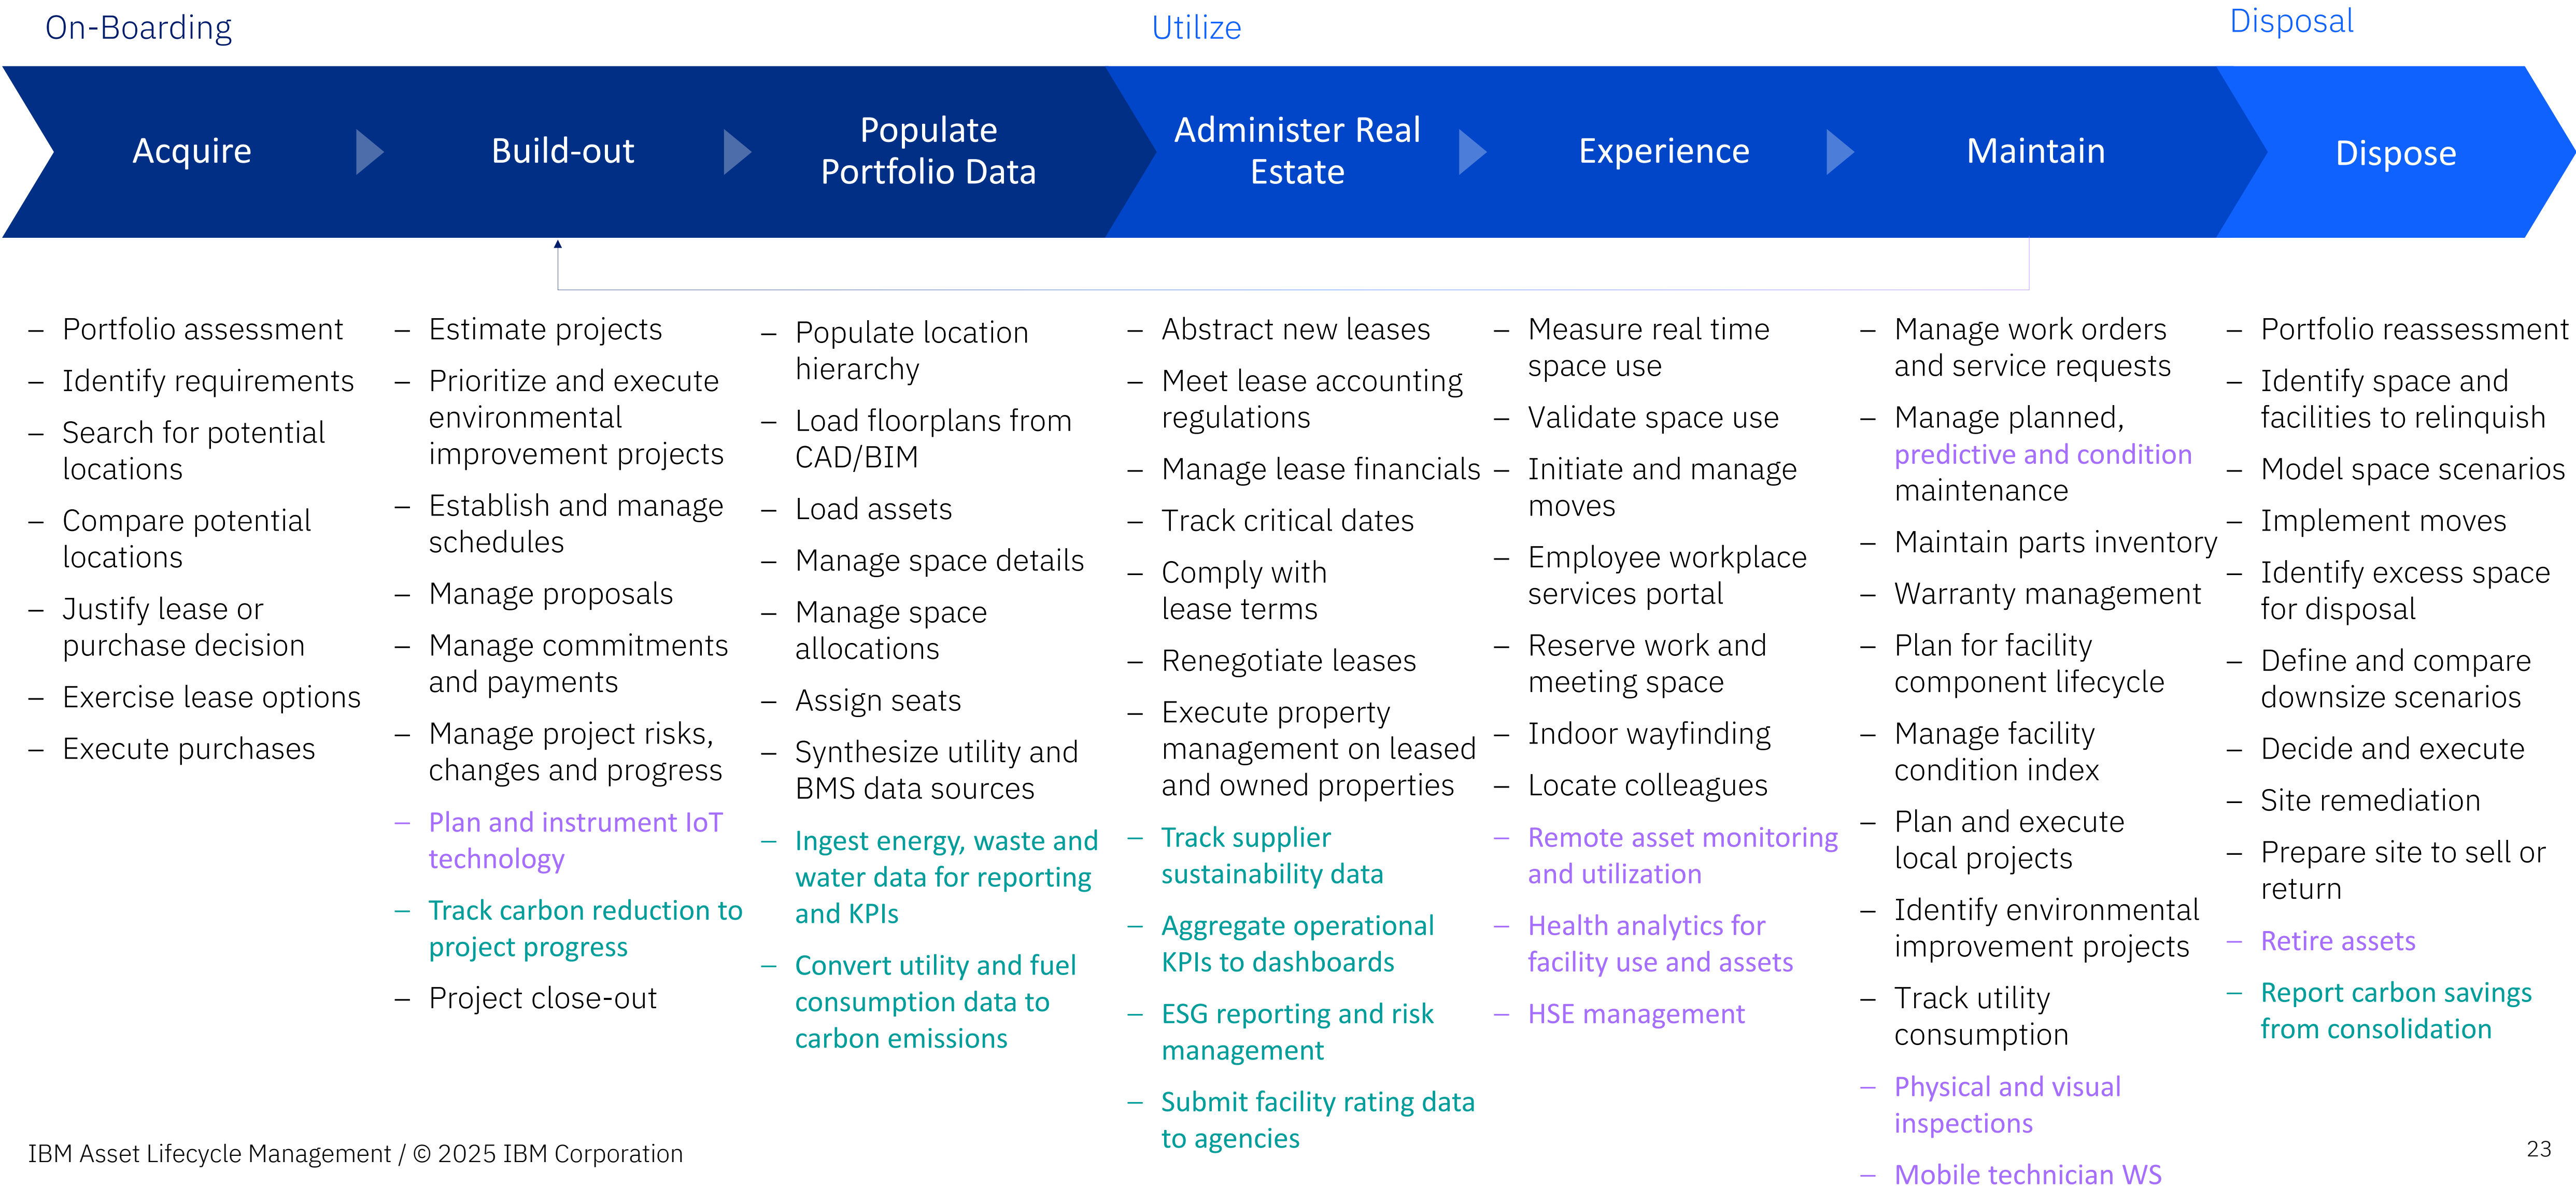 On-Boarding
Utilize
Disposal
Acquire
Build-out
Populate
Portfolio Data
Administer Real
Estate
Experience
Maintain
Dispose
– Portfolio assessment
– Identify requirements
– Search for potential
locations
– Compare potential
locations
– Justify lease or
purchase decision
– Exercise lease options
– Execute purchases
– Estimate projects
– Prioritize and execute
environmental
improvement projects
– Establish and manage
schedules
– Manage proposals
– Manage commitments
and payments
– Manage project risks,
changes and progress
– Plan and instrument IoT
technology
– Track carbon reduction to
project progress
– Project close-out
– Populate location
hierarchy
– Load floorplans from
CAD/BIM
– Load assets
– Manage space details
– Manage space
allocations
– Assign seats
– Synthesize utility and
BMS data sources
– Ingest energy, waste and
water data for reporting
and KPIs
– Convert utility and fuel
consumption data to
carbon emissions
– Abstract new leases
– Meet lease accounting
regulations
– Manage lease financials
– Track critical dates
– Comply with
lease terms
– Renegotiate leases
– Execute property
management on leased
and owned properties
– Track supplier
sustainability data
– Aggregate operational
KPIs to dashboards
– ESG reporting and risk
management
– Submit facility rating data
to agencies
– Measure real time
space use
– Validate space use
– Initiate and manage
moves
– Employee workplace
services portal
– Reserve work and
meeting space
– Indoor wayfinding
– Locate colleagues
– Remote asset monitoring
and utilization
– Health analytics for
facility use and assets
– HSE management
– Manage work orders
and service requests
– Manage planned,
predictive and condition
maintenance
– Maintain parts inventory
– Warranty management
– Plan for facility
component lifecycle
– Manage facility
condition index
– Plan and execute
local projects
– Identify environmental
improvement projects
– Track utility
consumption
– Physical and visual
inspections
– Mobile technician WS
– Portfolio reassessment
– Identify space and
facilities to relinquish
– Model space scenarios
– Implement moves
– Identify excess space
for disposal
– Define and compare
downsize scenarios
– Decide and execute
– Site remediation
– Prepare site to sell or
return
– Retire assets
– Report carbon savings
from consolidation
IBM Asset Lifecycle Management / © 2025 IBM Corporation
23